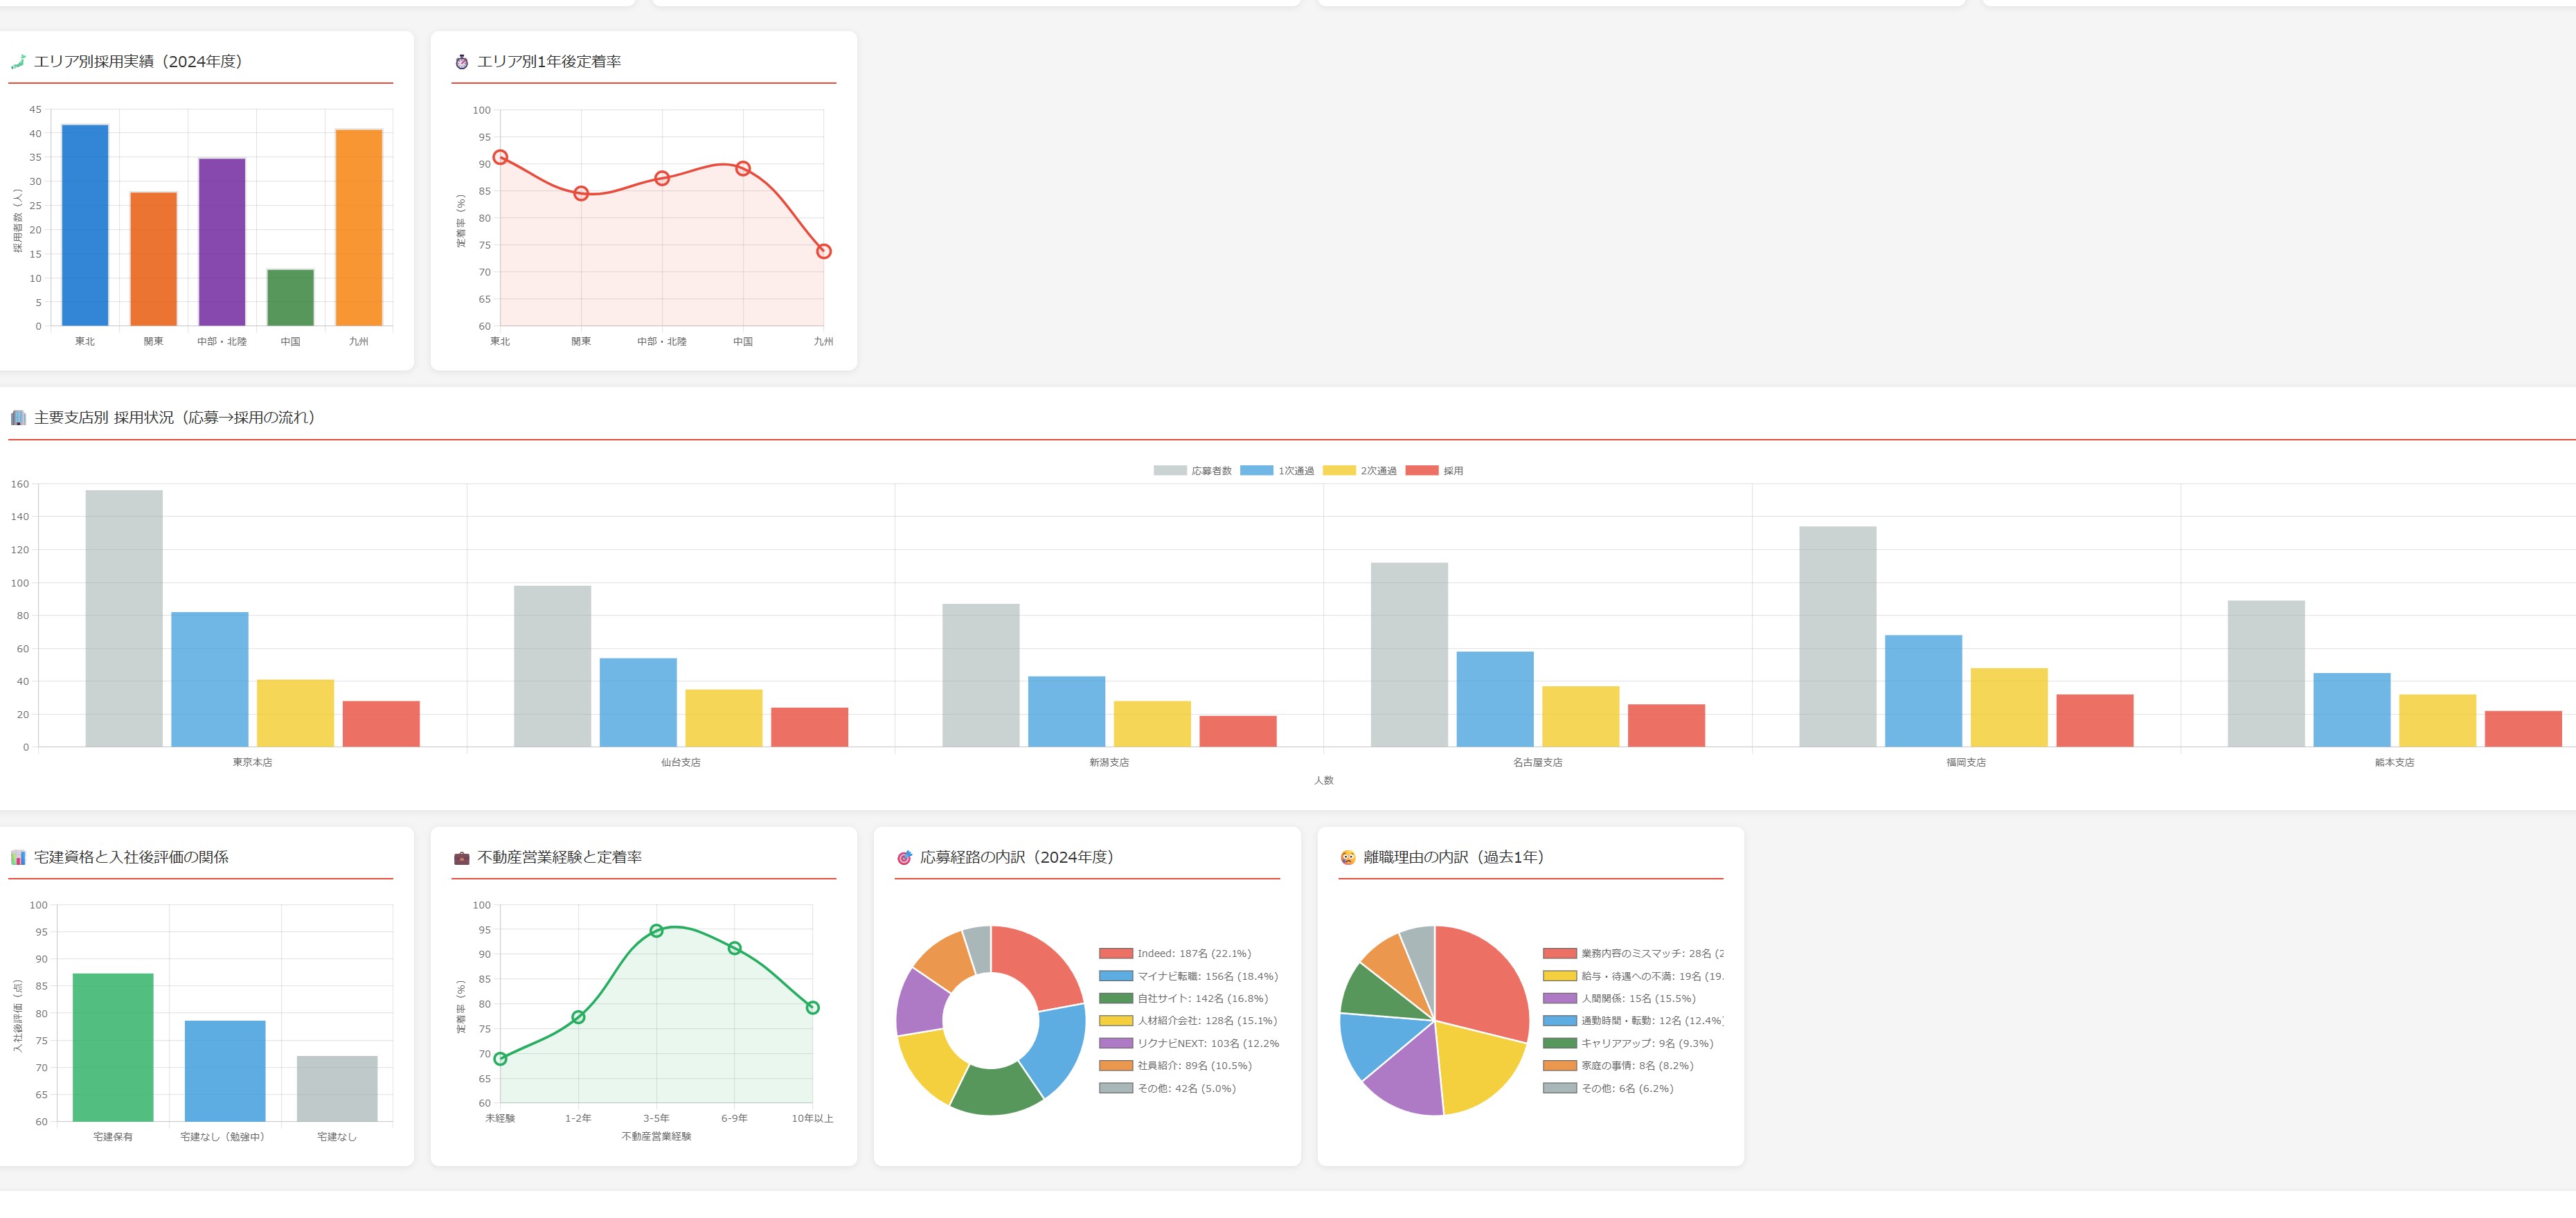 エリア別採用実績（2024年度）
45
40
35
30
25
20
15
10
5
0
採用者数（人）
東北 関東 中部・北陸 中国 九州
エリア別1年後定着率
100
95
90
85
80
75
70
65
60
定着率（%）
東北 関東 中部・北陸 中国 九州
主要支店別 採用状況（応募→採用の流れ）
応募者数 1次通過 2次通過 採用
160
140
120
100
80
60
40
20
0
東京本店 仙台支店 新潟支店 名古屋支店 福岡支店 熊本支店
人数
宅建資格と入社後評価の関係
100
95
90
85
80
75
70
65
60
入社後評価（点）
宅建保有 宅建なし（勉強中） 宅建なし
不動産営業経験と定着率
100
95
90
85
80
75
70
65
60
定着率（%）
未経験 1-2年 3-5年 6-9年 10年以上
不動産営業経験
応募経路の内訳（2024年度）
Indeed: 187名 (22.1%)
マイナビ転職: 156名 (18.4%)
自社サイト: 142名 (16.8%)
人材紹介会社: 128名 (15.1%)
リクナビNEXT: 103名 (12.2%
社員紹介: 89名 (10.5%)
その他: 42名 (5.0%)
離職理由の内訳（過去1年）
業務内容のミスマッチ: 28名 (2
給与・待遇への不満: 19名 (19.
人間関係: 15名 (15.5%)
通勤時間・転勤: 12名 (12.4%)
キャリアアップ: 9名 (9.3%)
家庭の事情: 8名 (8.2%)
その他: 6名 (6.2%)